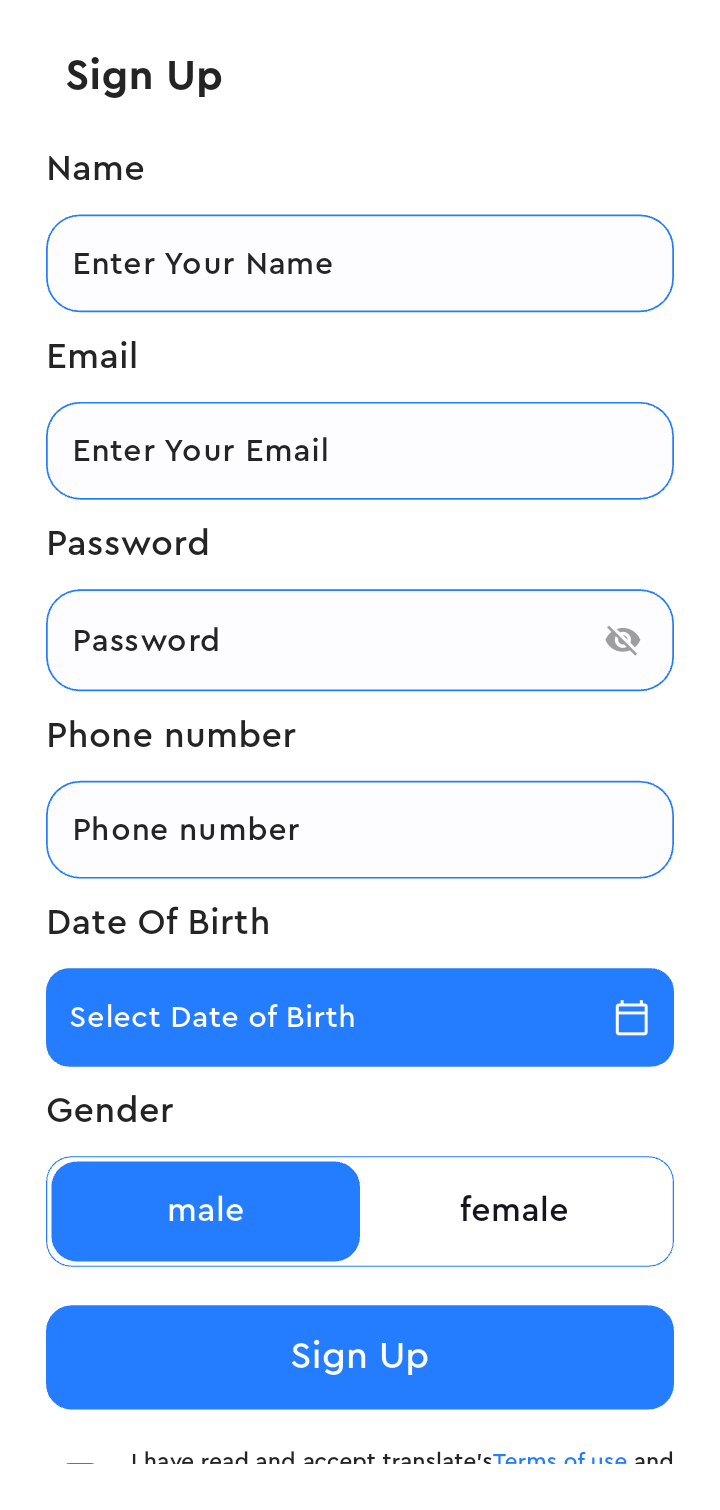 Sign Up
Name
Enter Your Name
Email
Enter Your Email
Password
Password
Phone number
Phone number
Date Of Birth
Select Date of Birth
Gender
male female
Sign Up
I have read and accept translate's Terms of use and